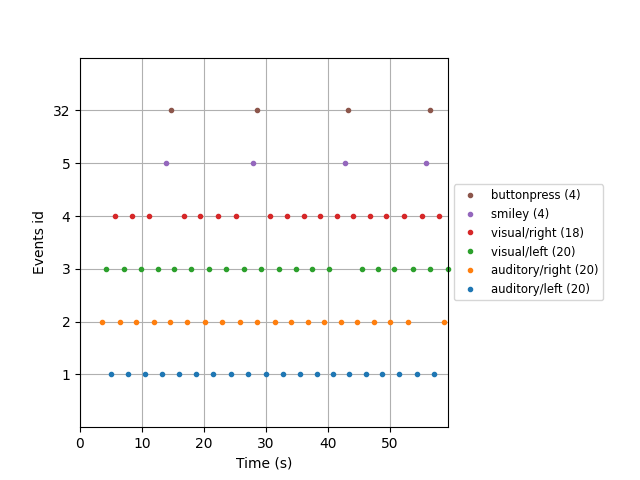 32
5
4
3
2
1
Events id
0 10 20 30 40 50
Time (s)
buttonpress (4)
smiley (4)
visual/right (18)
visual/left (20)
auditory/right (20)
auditory/left (20)